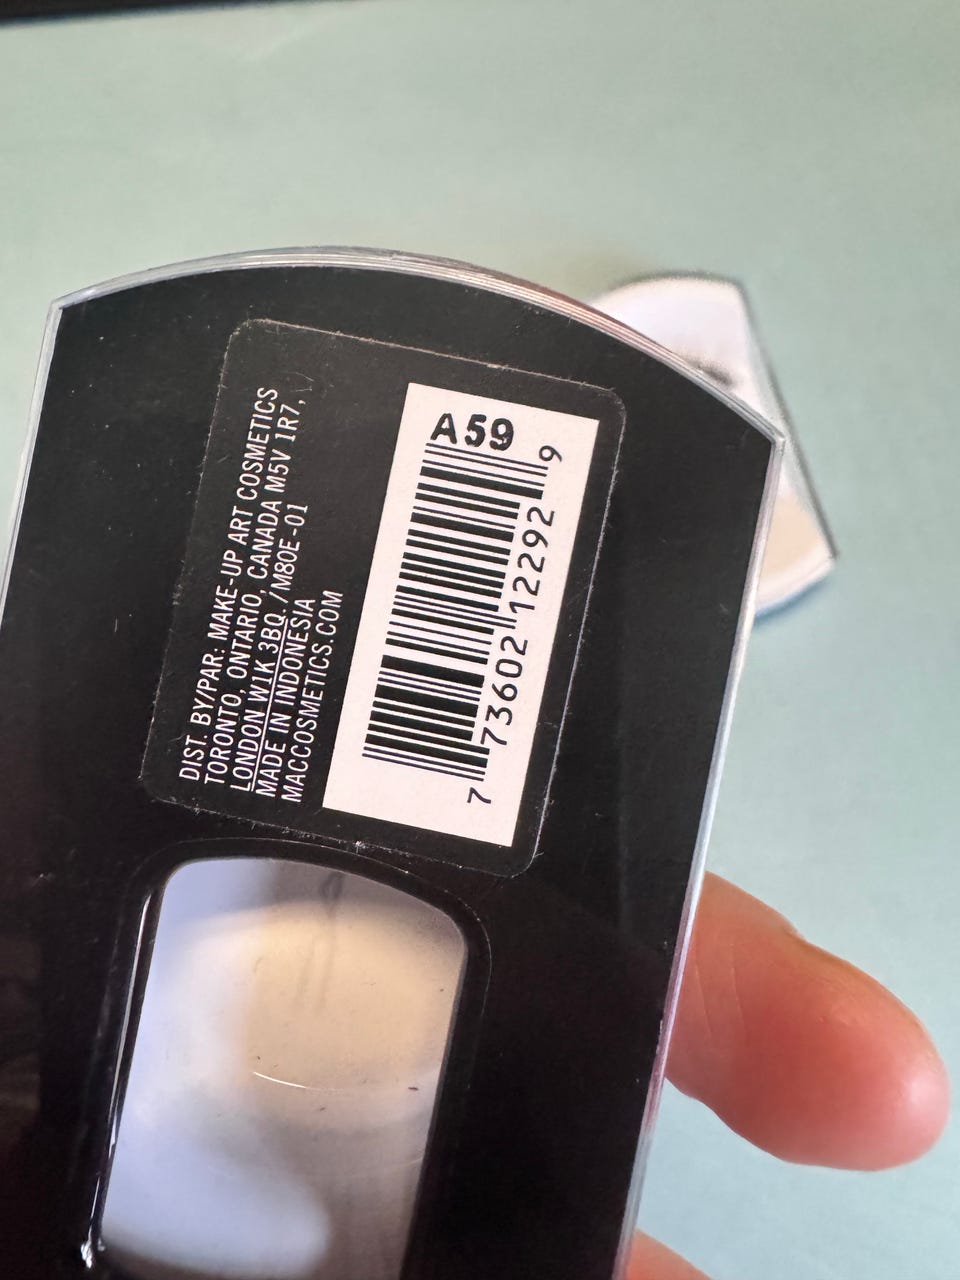 DIST. BY/PAR: MAKE-UP ART COSMETICS
TORONTO, ONTARIO, CANADA M5V 1R7,
LONDON W1K 3BQ. /M80E-01
MADE IN INDONESIA
MACCOSMETICS.COM
A59
7 73602 12292 9